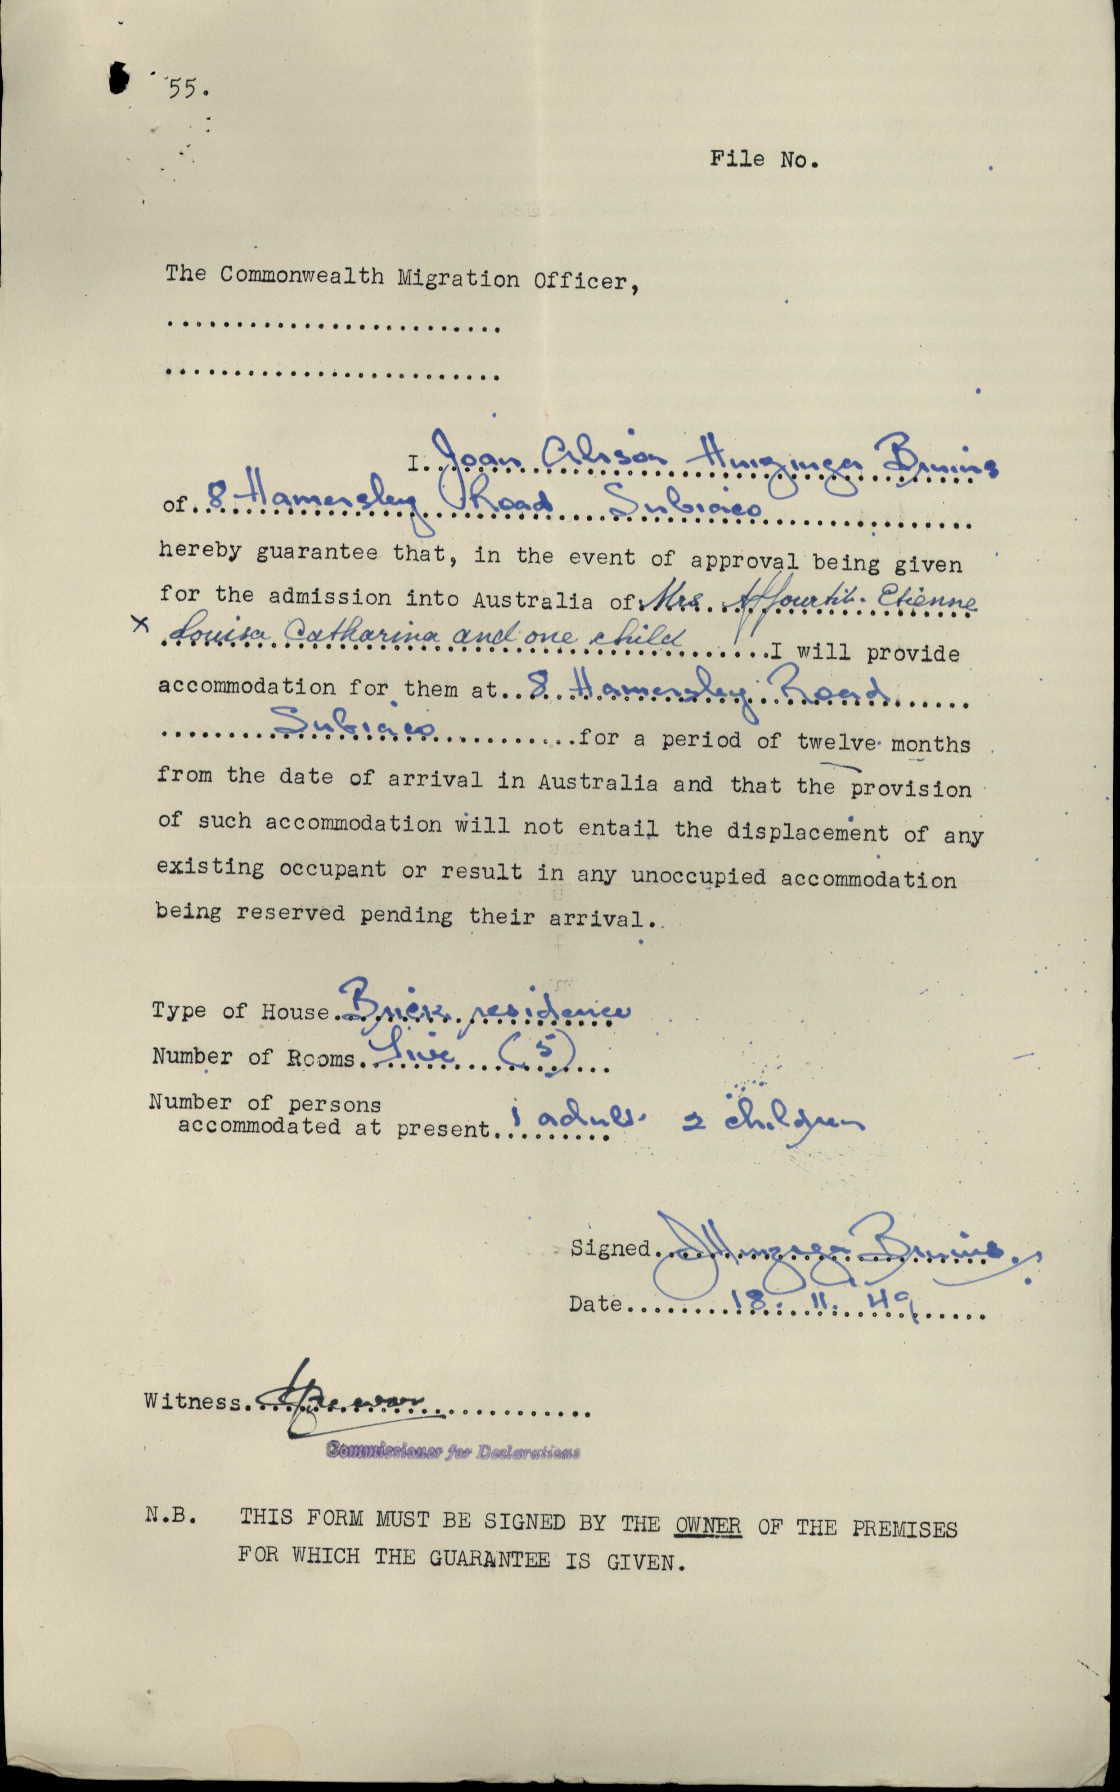 55.
File No.
The Commonwealth Migration Officer,
.........................
.........................
I. Joan Alison Huizinga Bruins
of. 8 Hamersley Road Subiaco
hereby guarantee that, in the event of approval being given
for the admission into Australia of: Mrs. Affourtit. Etienne
x Louisa Catharina and one child I will provide
accommodation for them at.. 8 Hamersley Road
Subiaco for a period of twelve months
from the date of arrival in Australia and that the provision
of such accommodation will not entail the displacement of any
existing occupant or result in any unoccupied accommodation
being reserved pending their arrival.
Type of House. Brick residence
Number of Rooms. Five (5)
Number of persons
accommodated at present. 1 adult. 2 children
Signed. J Huizinga Bruins.
Date. 18. 11. 49
Witness.
Commissioner for Declarations
N.B. THIS FORM MUST BE SIGNED BY THE OWNER OF THE PREMISES
FOR WHICH THE GUARANTEE IS GIVEN.